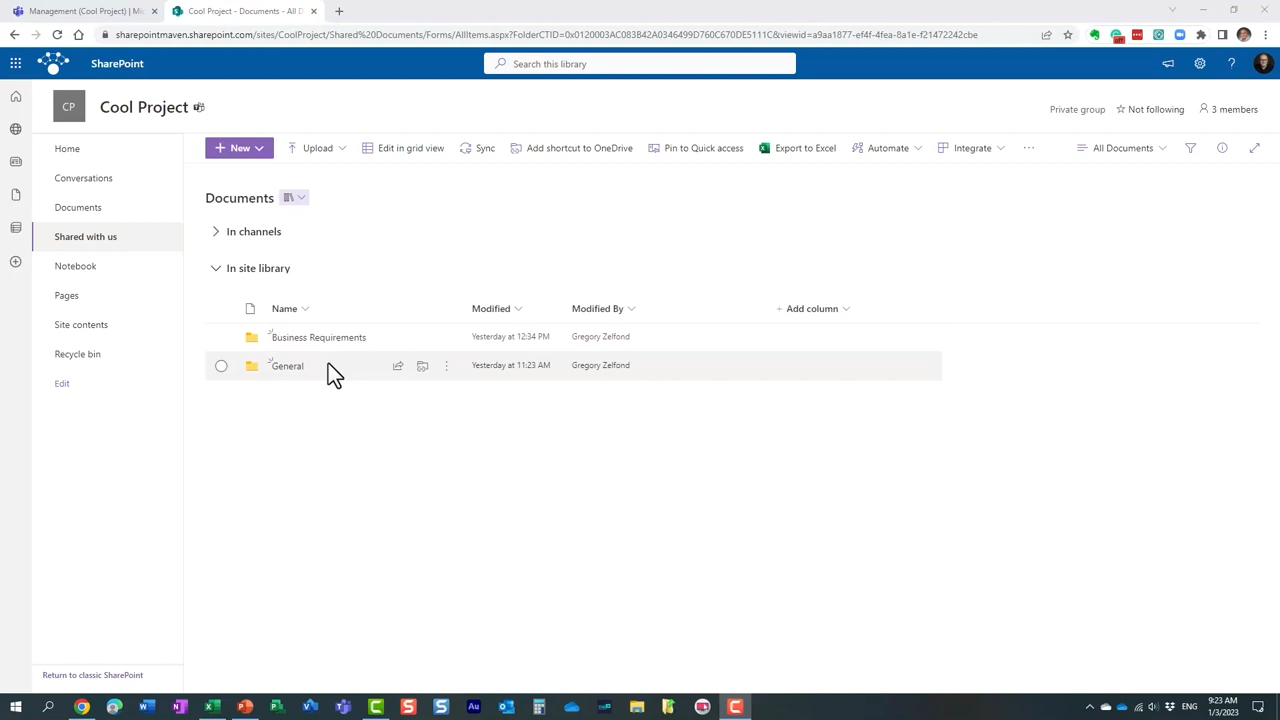 Management (Cool Project) | Mic
Cool Project - Documents - All D
sharepointmaven.sharepoint.com/sites/CoolProject/Shared%20Documents/Forms/AllItems.aspx?FolderCTID=0x0120003AC083B42A0346499D760C670DE5111C&viewid=a9aa1877-ef4f-4fea-8a1e-f21472242cbe
SharePoint
Search this library
CP
Cool Project
Private group
Not following
3 members
Home
Conversations
Documents
Shared with us
Notebook
Pages
Site contents
Recycle bin
Edit
Return to classic SharePoint
New
Upload
Edit in grid view
Sync
Add shortcut to OneDrive
Pin to Quick access
Export to Excel
Automate
Integrate
All Documents
Documents
In channels
In site library
Name Modified Modified By + Add column
Business Requirements Yesterday at 12:34 PM Gregory Zelfond
General Yesterday at 11:23 AM Gregory Zelfond
9:23 AM
1/3/2023